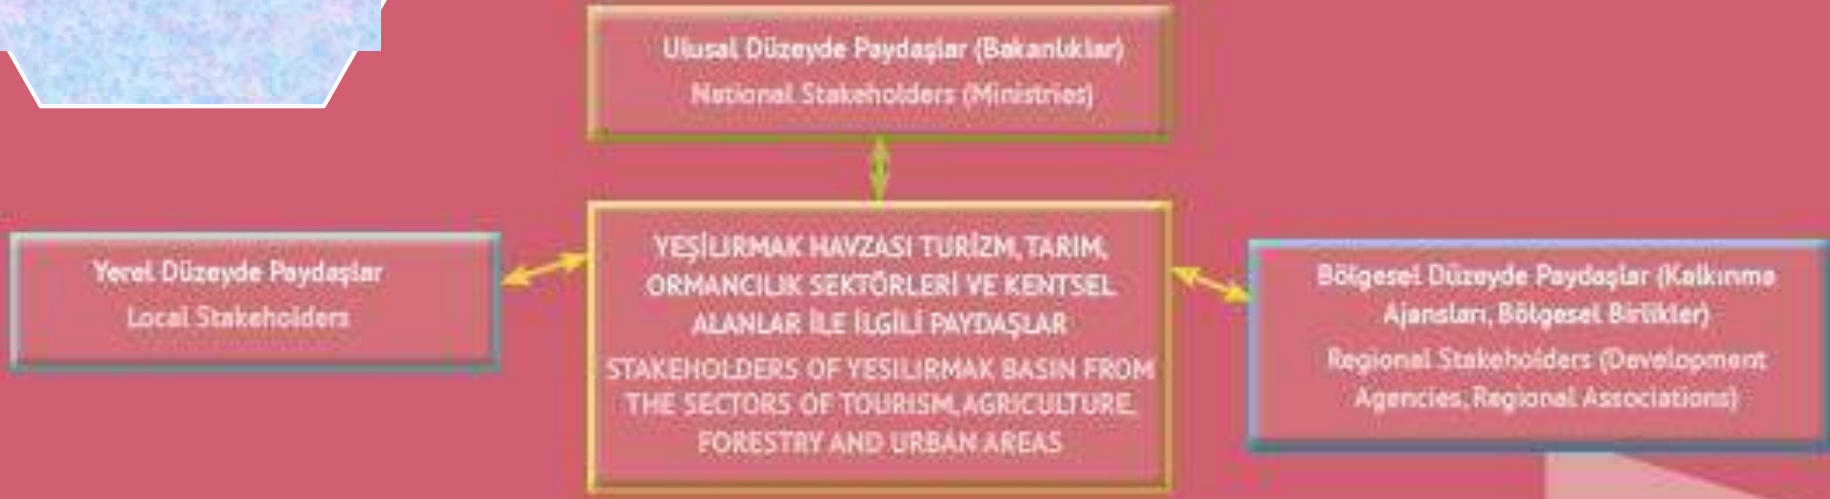 Ulusal Düzeyde Paydaşlar (Bakanlıklar)
National Stakeholders (Ministries)
Yerel Düzeyde Paydaşlar
Local Stakeholders
YEŞİLIRMAK HAVZASI TURİZM, TARIM,
ORMANCILIK SEKTÖRLERİ VE KENTSEL
ALANLAR İLE İLGİLİ PAYDAŞLAR
STAKEHOLDERS OF YESILIRMAK BASIN FROM
THE SECTORS OF TOURISM, AGRICULTURE,
FORESTRY AND URBAN AREAS
Bölgesel Düzeyde Paydaşlar (Kalkınma
Ajansları, Bölgesel Birlikler)
Regional Stakeholders (Development
Agencies, Regional Associations)